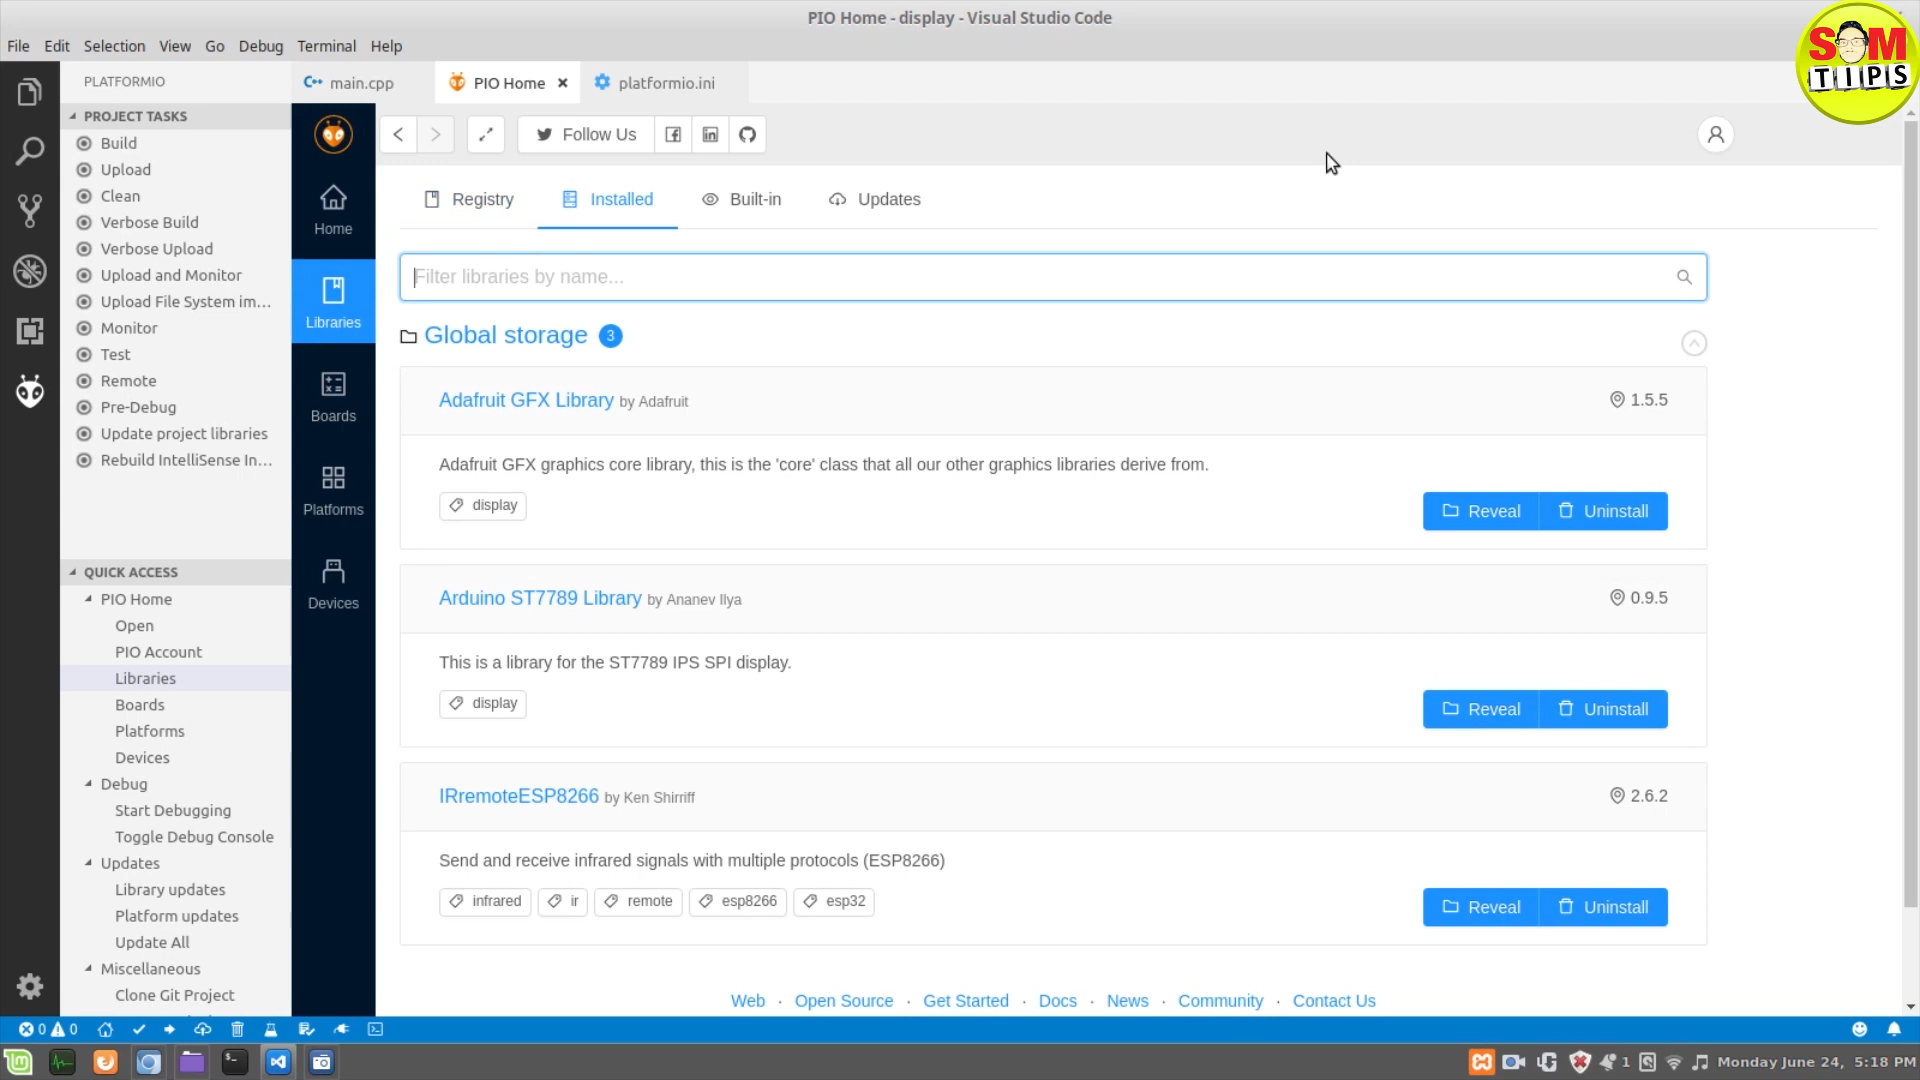 PIO Home - display - Visual Studio Code
File Edit Selection View Go Debug Terminal Help
SOM
TIPS
PLATFORMIO
main.cpp
PIO Home
platformio.ini
PROJECT TASKS
Build
Upload
Clean
Verbose Build
Verbose Upload
Upload and Monitor
Upload File System im...
Monitor
Test
Remote
Pre-Debug
Update project libraries
Rebuild IntelliSense In...
QUICK ACCESS
PIO Home
Open
PIO Account
Libraries
Boards
Platforms
Devices
Debug
Start Debugging
Toggle Debug Console
Updates
Library updates
Platform updates
Update All
Miscellaneous
Clone Git Project
Home
Libraries
Boards
Platforms
Devices
Follow Us
Registry Installed Built-in Updates
Filter libraries by name...
Global storage 3
Adafruit GFX Library by Adafruit 1.5.5
Adafruit GFX graphics core library, this is the 'core' class that all our other graphics libraries derive from.
display
Reveal Uninstall
Arduino ST7789 Library by Ananev Ilya 0.9.5
This is a library for the ST7789 IPS SPI display.
display
Reveal Uninstall
IRremoteESP8266 by Ken Shirriff 2.6.2
Send and receive infrared signals with multiple protocols (ESP8266)
infrared ir remote esp8266 esp32
Reveal Uninstall
Web · Open Source · Get Started · Docs · News · Community · Contact Us
0 0
1 Monday June 24, 5:18 PM